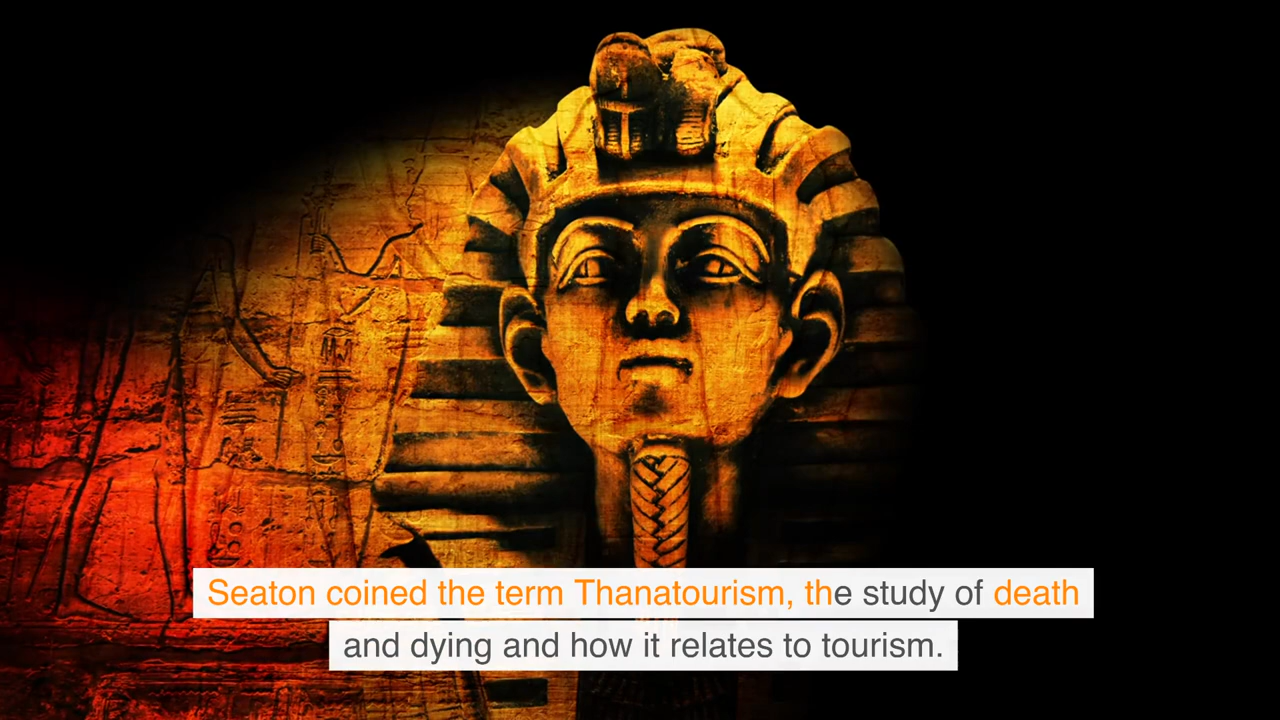 Seaton coined the term Thanatourism, the study of death
and dying and how it relates to tourism.